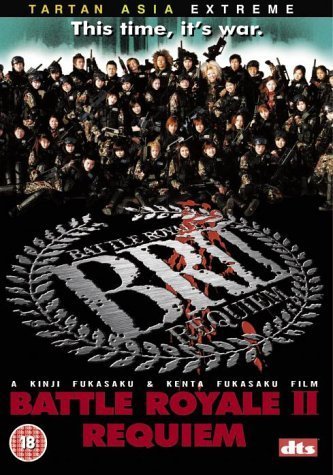 TARTAN ASIA EXTREME
This time, it's war.
BATTLE ROYALE
BRII
REQUIEM
A KINJI FUKASAKU & KENTA FUKASAKU FILM
BATTLE ROYALE II
REQUIEM
18
dts